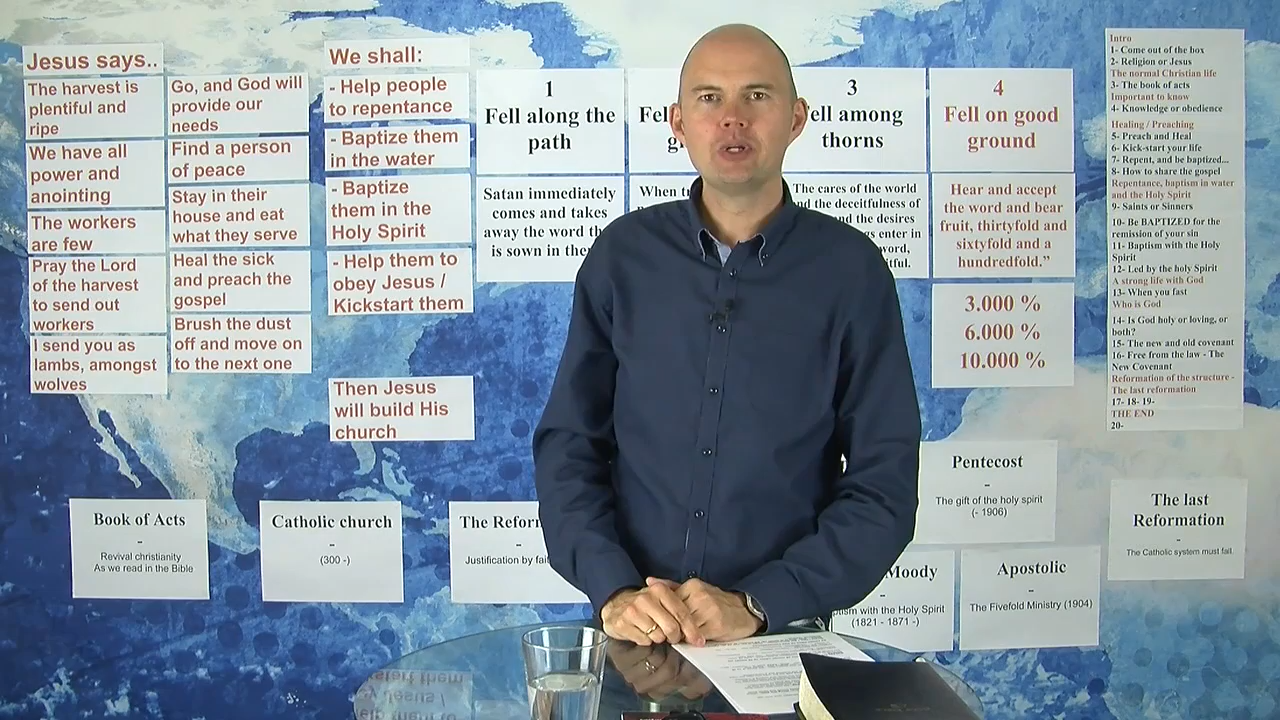 Jesus says..
The harvest is
plentiful and
ripe
We have all
power and
anointing
The workers
are few
Pray the Lord
of the harvest
to send out
workers
I send you as
lambs, amongst
wolves
Go, and God will
provide our
needs
Find a person
of peace
Stay in their
house and eat
what they serve
Heal the sick
and preach the
gospel
Brush the dust
off and move on
to the next one
We shall:
- Help people
to repentance
- Baptize them
in the water
- Baptize
them in the
Holy Spirit
- Help them to
obey Jesus /
Kickstart them
Then Jesus
will build His
church
1
Fell along the
path
Satan immediately
comes and takes
away the word th
is sown in the
Fel
g
When t
3
ell among
thorns
The cares of the world
nd the deceitfulness of
nd the desires
gs enter in
word,
itful.
4
Fell on good
ground
Hear and accept
the word and bear
fruit, thirtyfold and
sixtyfold and a
hundredfold.”
3.000 %
6.000 %
10.000 %
Intro
1- Come out of the box
2- Religion or Jesus
The normal Christian life
3- The book of acts
Important to know
4- Knowledge or obedience
Healing / Preaching
5- Preach and Heal
6- Kick-start your life
7- Repent, and be baptized...
8- How to share the gospel
Repentance, baptism in water
and the Holy Spirit
9- Saints or Sinners
10- Be BAPTIZED for the
remission of your sin
11- Baptism with the Holy
Spirit
12- Led by the holy Spirit
A strong life with God
13- When you fast
Who is God
14- Is God holy or loving, or
both?
15- The new and old covenant
16- Free from the law - The
New Covenant
Reformation of the structure -
The last reformation
17- 18- 19-
THE END
20-
Book of Acts
-
Revival christianity
As we read in the Bible
Catholic church
-
(300 -)
The Refor
-
Justification by fai
Pentecost
-
The gift of the holy spirit
(- 1906)
Moody
-
tism with the Holy Spirit
(1821 - 1871 -)
Apostolic
-
The Fivefold Ministry (1904)
The last
Reformation
-
The Catholic system must fall